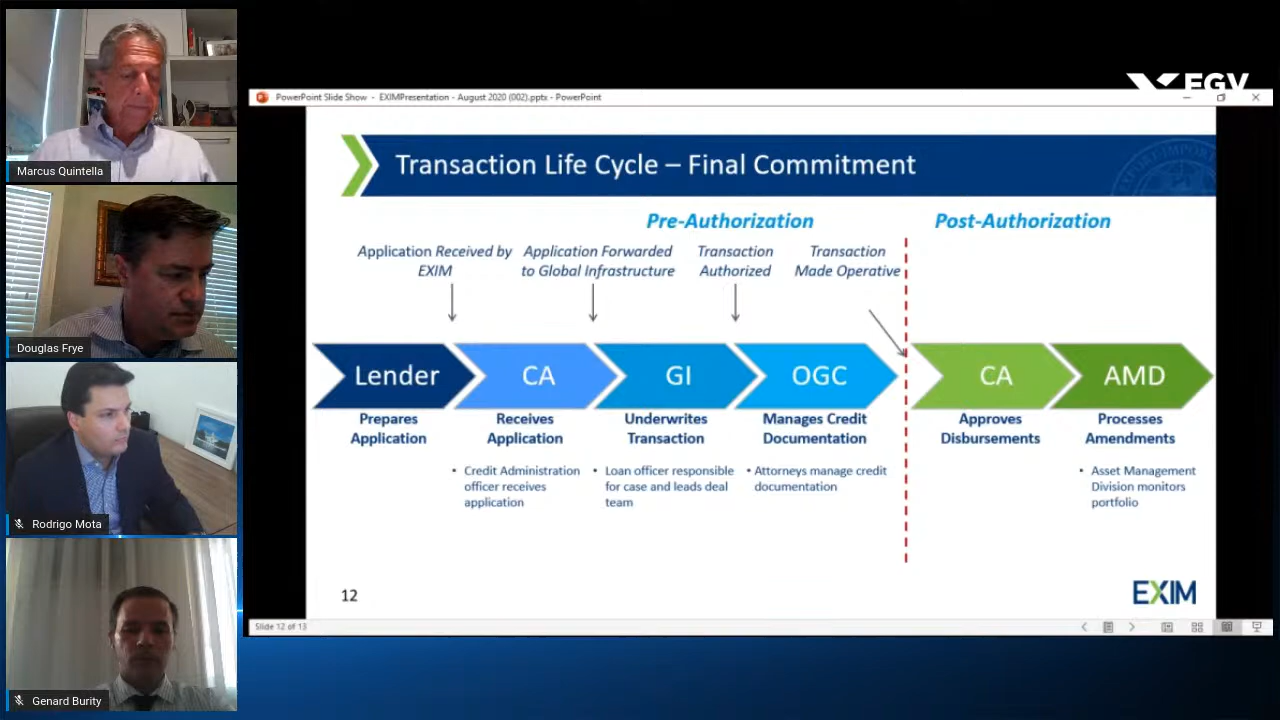 Marcus Quintella
Douglas Frye
Rodrigo Mota
Genard Burity
FGV
PowerPoint Slide Show - EXIMPresentation - August 2020 (002).pptx - PowerPoint
Transaction Life Cycle – Final Commitment
Pre-Authorization
Post-Authorization
Application Received by
EXIM
Application Forwarded
to Global Infrastructure
Transaction
Authorized
Transaction
Made Operative
Lender
CA
GI
OGC
CA
AMD
Prepares
Application
Receives
Application
Underwrites
Transaction
Manages Credit
Documentation
Approves
Disbursements
Processes
Amendments
• Credit Administration
officer receives
application
• Loan officer responsible
for case and leads deal
team
• Attorneys manage credit
documentation
• Asset Management
Division monitors
portfolio
12
EXIM
Slide 12 of 13